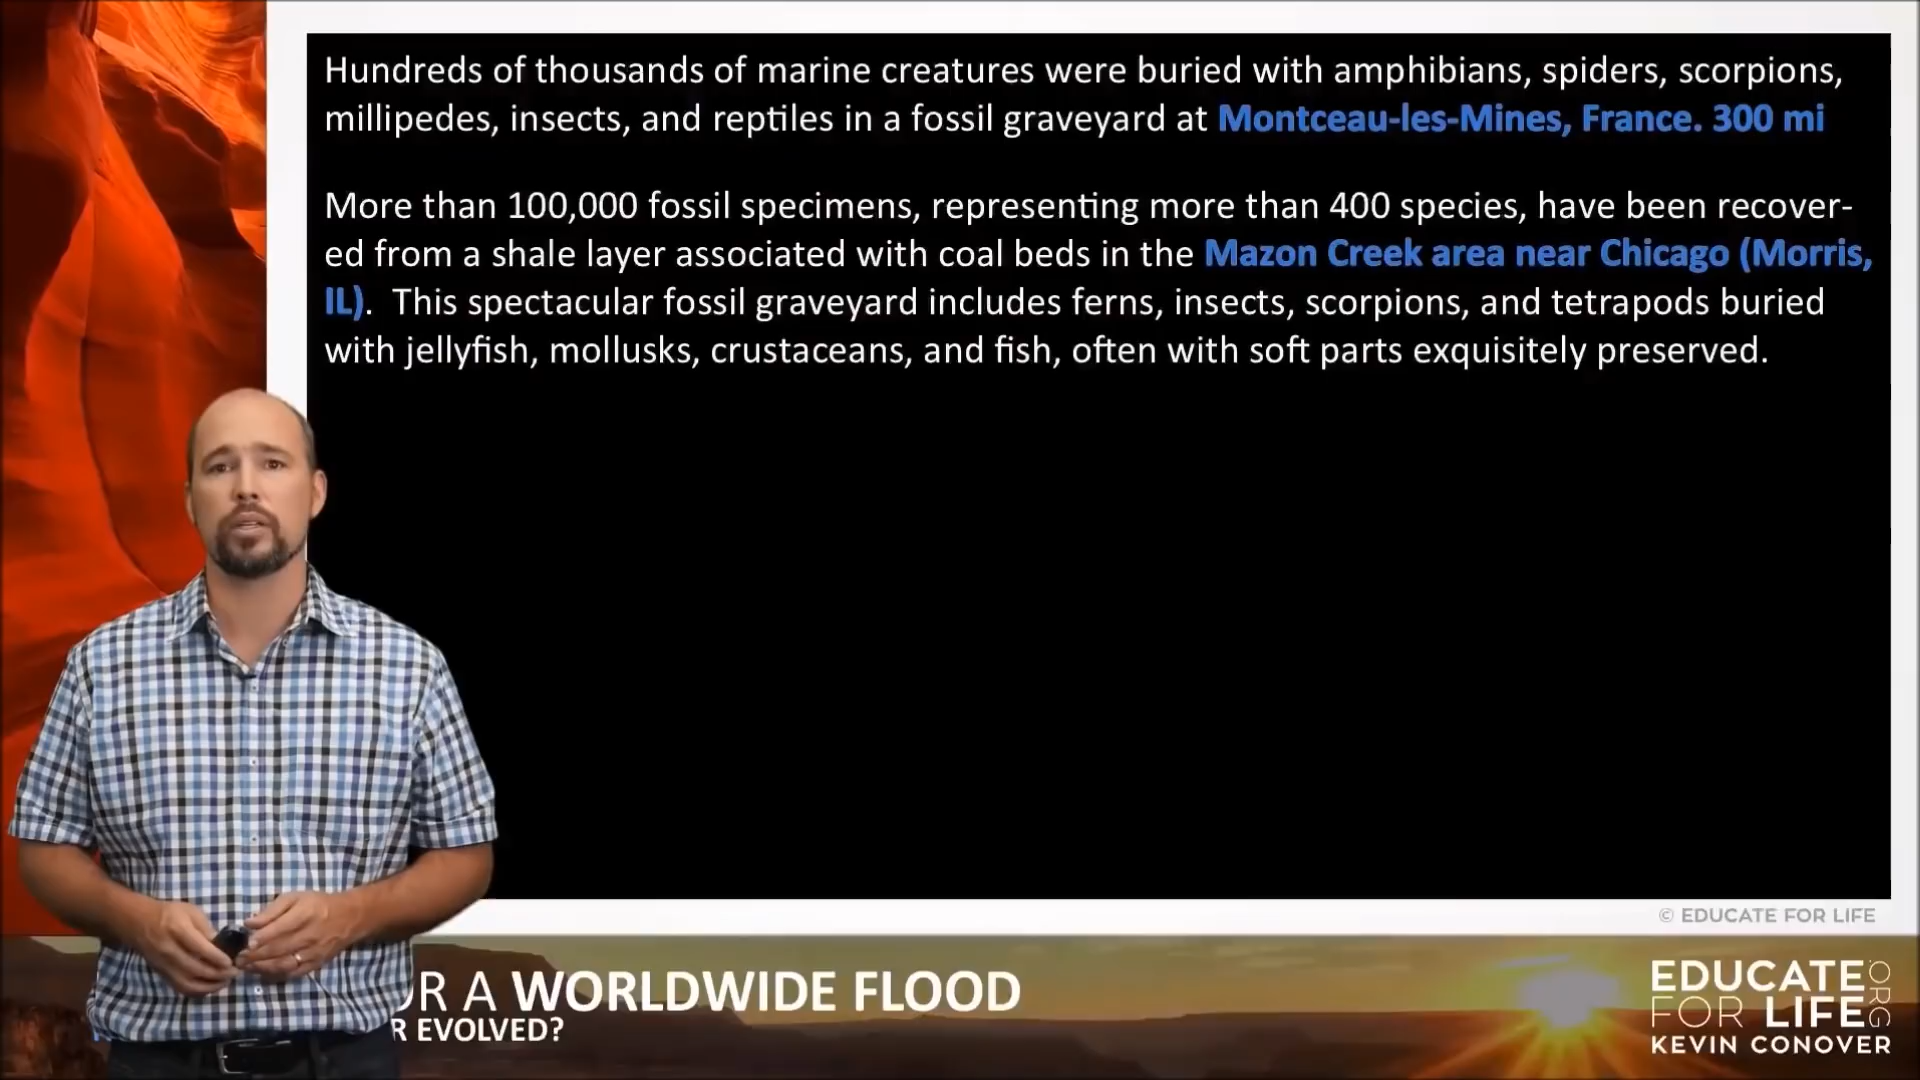 Hundreds of thousands of marine creatures were buried with amphibians, spiders, scorpions,
millipedes, insects, and reptiles in a fossil graveyard at Montceau-les-Mines, France. 300 mi
More than 100,000 fossil specimens, representing more than 400 species, have been recover-
ed from a shale layer associated with coal beds in the Mazon Creek area near Chicago (Morris,
IL). This spectacular fossil graveyard includes ferns, insects, scorpions, and tetrapods buried
with jellyfish, mollusks, crustaceans, and fish, often with soft parts exquisitely preserved.
© EDUCATE FOR LIFE
OR A WORLDWIDE FLOOD
R EVOLVED?
EDUCATE
FOR LIFE
.ORG
KEVIN CONOVER